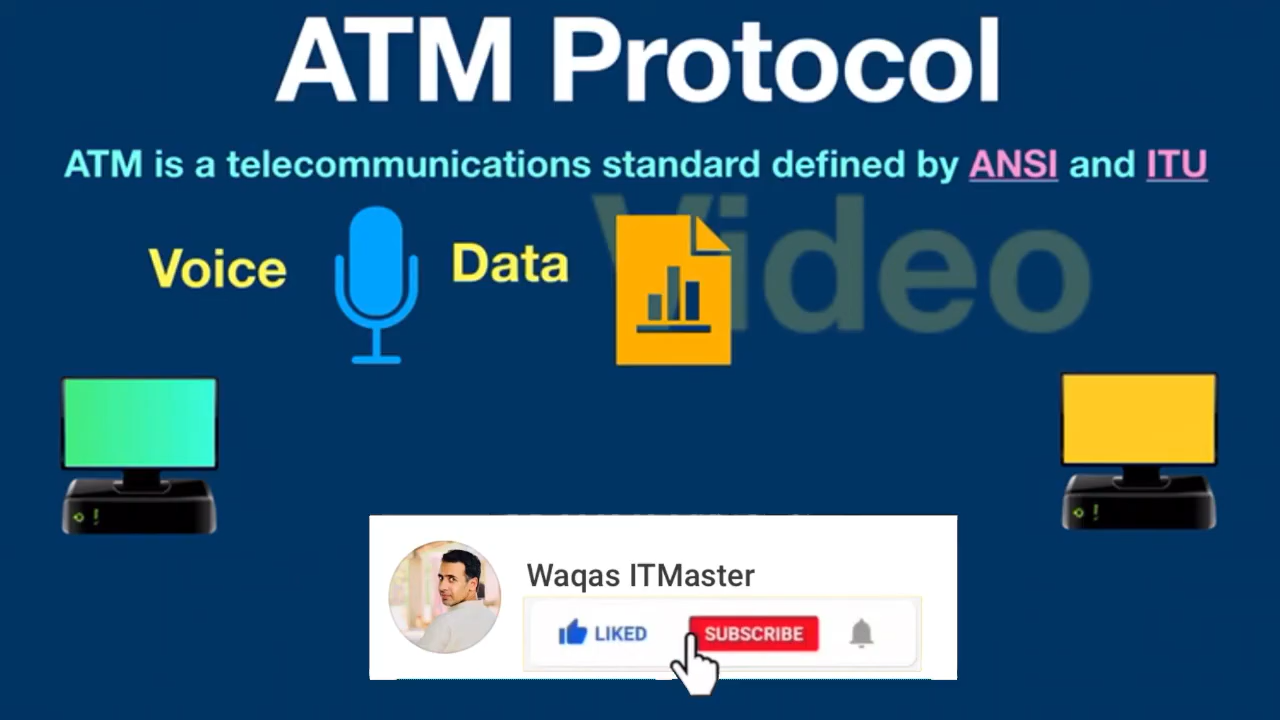 ATM Protocol
ATM is a telecommunications standard defined by ANSI and ITU
Voice
Data
Video
Waqas ITMaster
LIKED
SUBSCRIBE